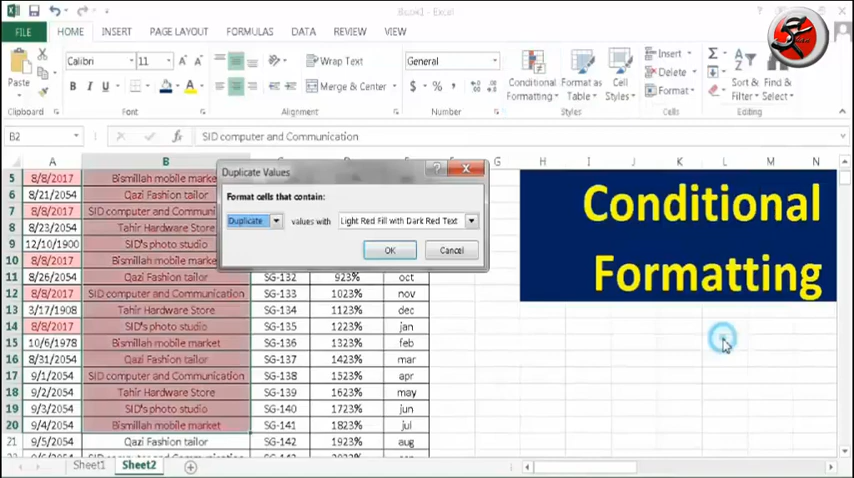 Book1 - Excel
FILE HOME INSERT PAGE LAYOUT FORMULAS DATA REVIEW VIEW
Calibri 11 Wrap Text General Insert
Paste Conditional Format as Cell Delete Sort & Find &
B I U Merge & Center $ % Formatting Table Styles Format Filter Select
Clipboard Font Alignment Number Styles Cells Editing
B2 fx SID computer and Communication
A B G H I J K L M N
5 8/8/2017 Bismillah mobile market
6 8/21/2054 Qazi Fashion tailor
7 8/8/2017 SID computer and Communi
8 8/23/2054 Tahir Hardware Store
9 12/10/1900 SID's photo studio
10 8/8/2017 Bismillah mobile market
11 8/26/2054 Qazi Fashion tailor SG-132 923% oct
12 8/8/2017 SID computer and Communication SG-133 1023% nov
13 3/17/1908 Tahir Hardware Store SG-134 1123% dec
14 8/8/2017 SID's photo studio SG-135 1223% jan
15 10/6/1978 Bismillah mobile market SG-136 1323% feb
16 8/31/2054 Qazi Fashion tailor SG-137 1423% mar
17 9/1/2054 SID computer and Communication SG-138 1523% apr
18 9/2/2054 Tahir Hardware Store SG-139 1623% may
19 9/3/2054 SID's photo studio SG-140 1723% jun
20 9/4/2054 Bismillah mobile market SG-141 1823% jul
21 9/5/2054 Qazi Fashion tailor SG-142 1923% aug
Duplicate Values
Format cells that contain:
Duplicate values with Light Red Fill with Dark Red Text
OK Cancel
Conditional
Formatting
Sheet1 Sheet2